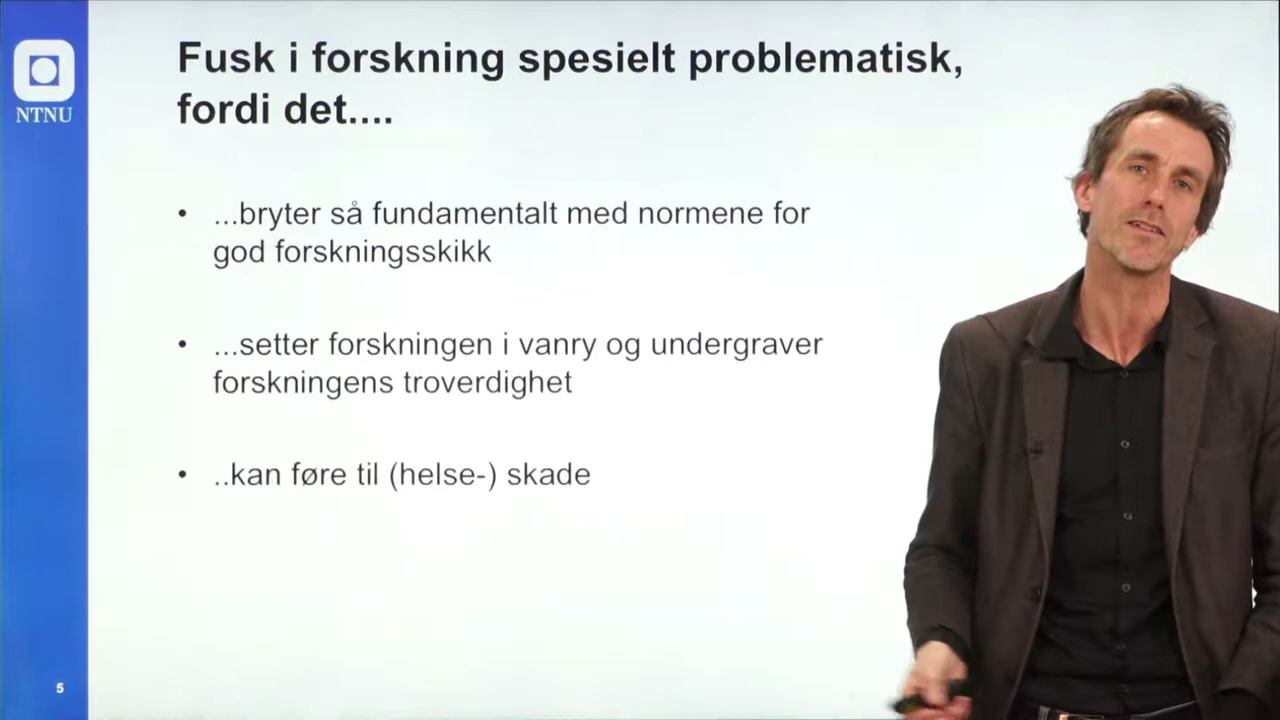 Fusk i forskning spesielt problematisk,
fordi det....
NTNU
• ...bryter så fundamentalt med normene for
god forskningsskikk
• ...setter forskningen i vanry og undergraver
forskningens troverdighet
• ..kan føre til (helse-) skade
5